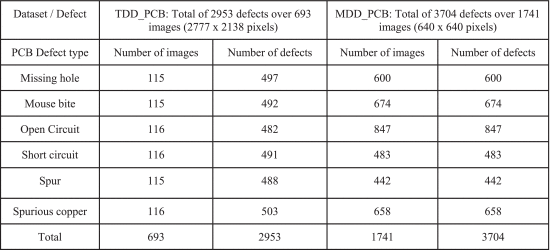 Dataset / Defect
TDD_PCB: Total of 2953 defects over 693
images (2777 x 2138 pixels)
MDD_PCB: Total of 3704 defects over 1741
images (640 x 640 pixels)
PCB Defect type Number of images Number of defects Number of images Number of defects
Missing hole 115 497 600 600
Mouse bite 115 492 674 674
Open Circuit 116 482 847 847
Short circuit 116 491 483 483
Spur 115 488 442 442
Spurious copper 116 503 658 658
Total 693 2953 1741 3704